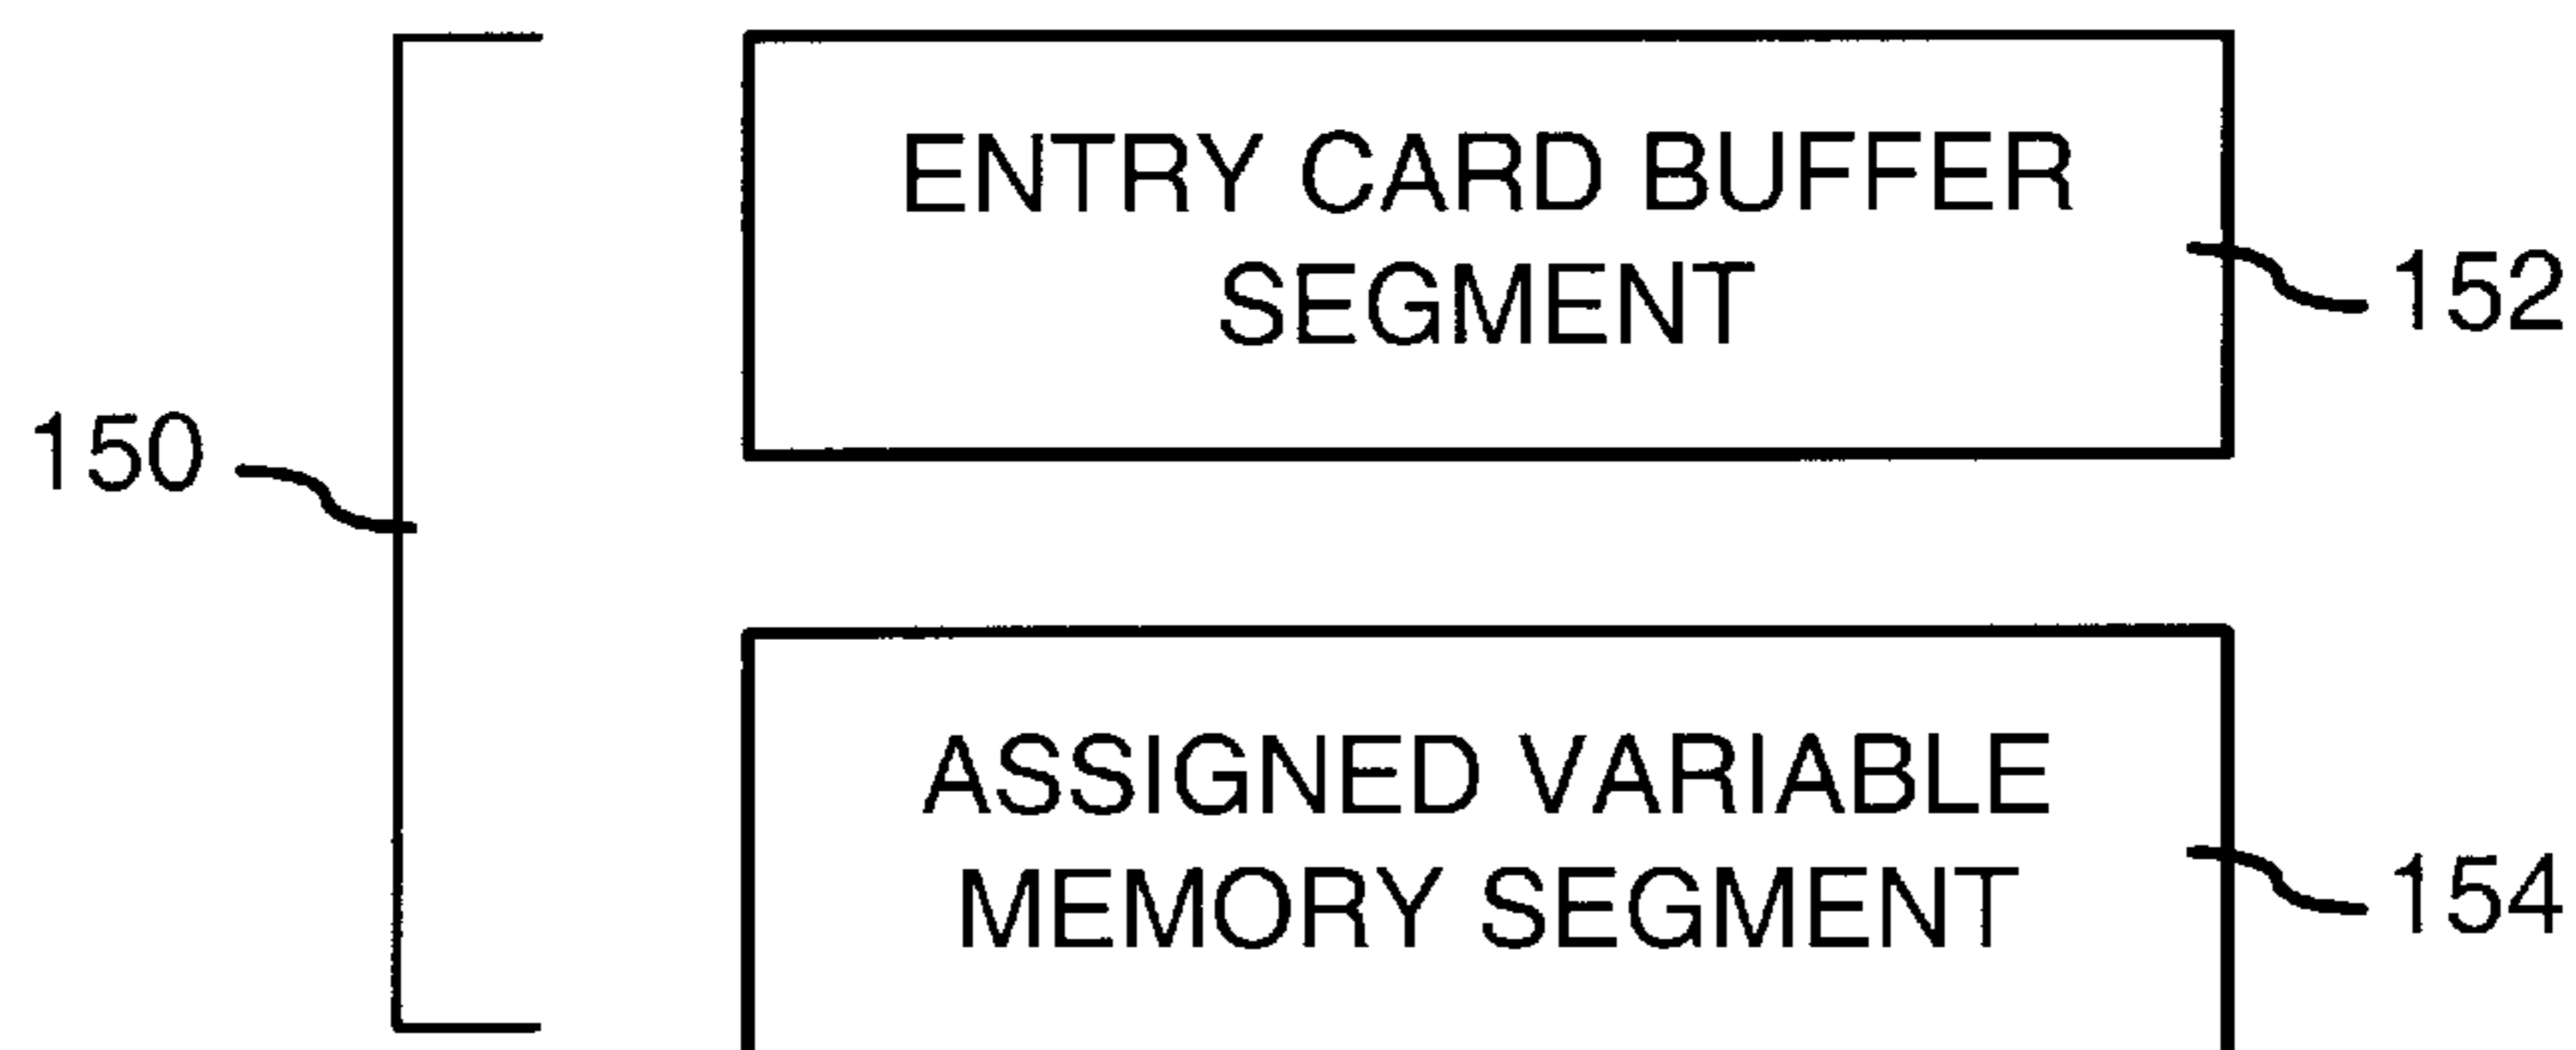 ENTRY CARD BUFFER
SEGMENT
152
150
ASSIGNED VARIABLE
MEMORY SEGMENT
154